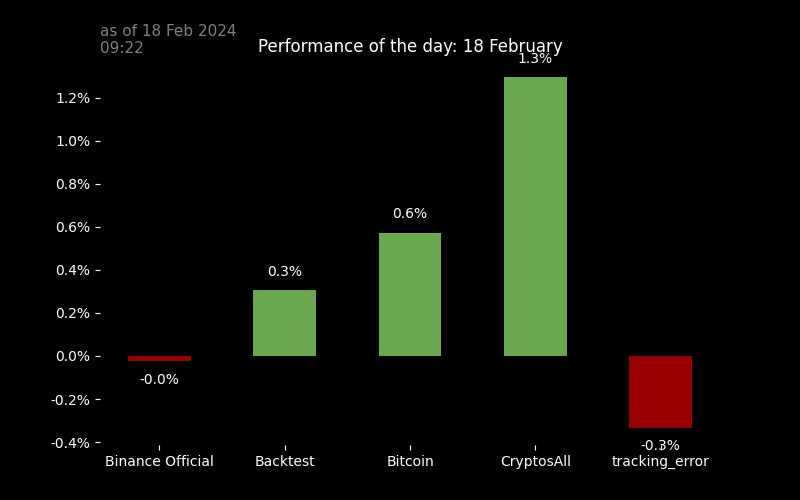 as of 18 Feb 2024
09:22
Performance of the day: 18 February
1.3%
1.2%
1.0%
0.8%
0.6%
0.6%
0.4%
0.3%
0.2%
0.0%
-0.0%
-0.2%
-0.4%
-0.3%
Binance Official
Backtest
Bitcoin
CryptosAll
tracking_error